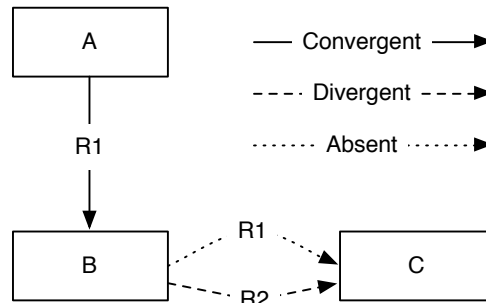 A
Convergent
Divergent
R1
Absent
R1
B
C
R2